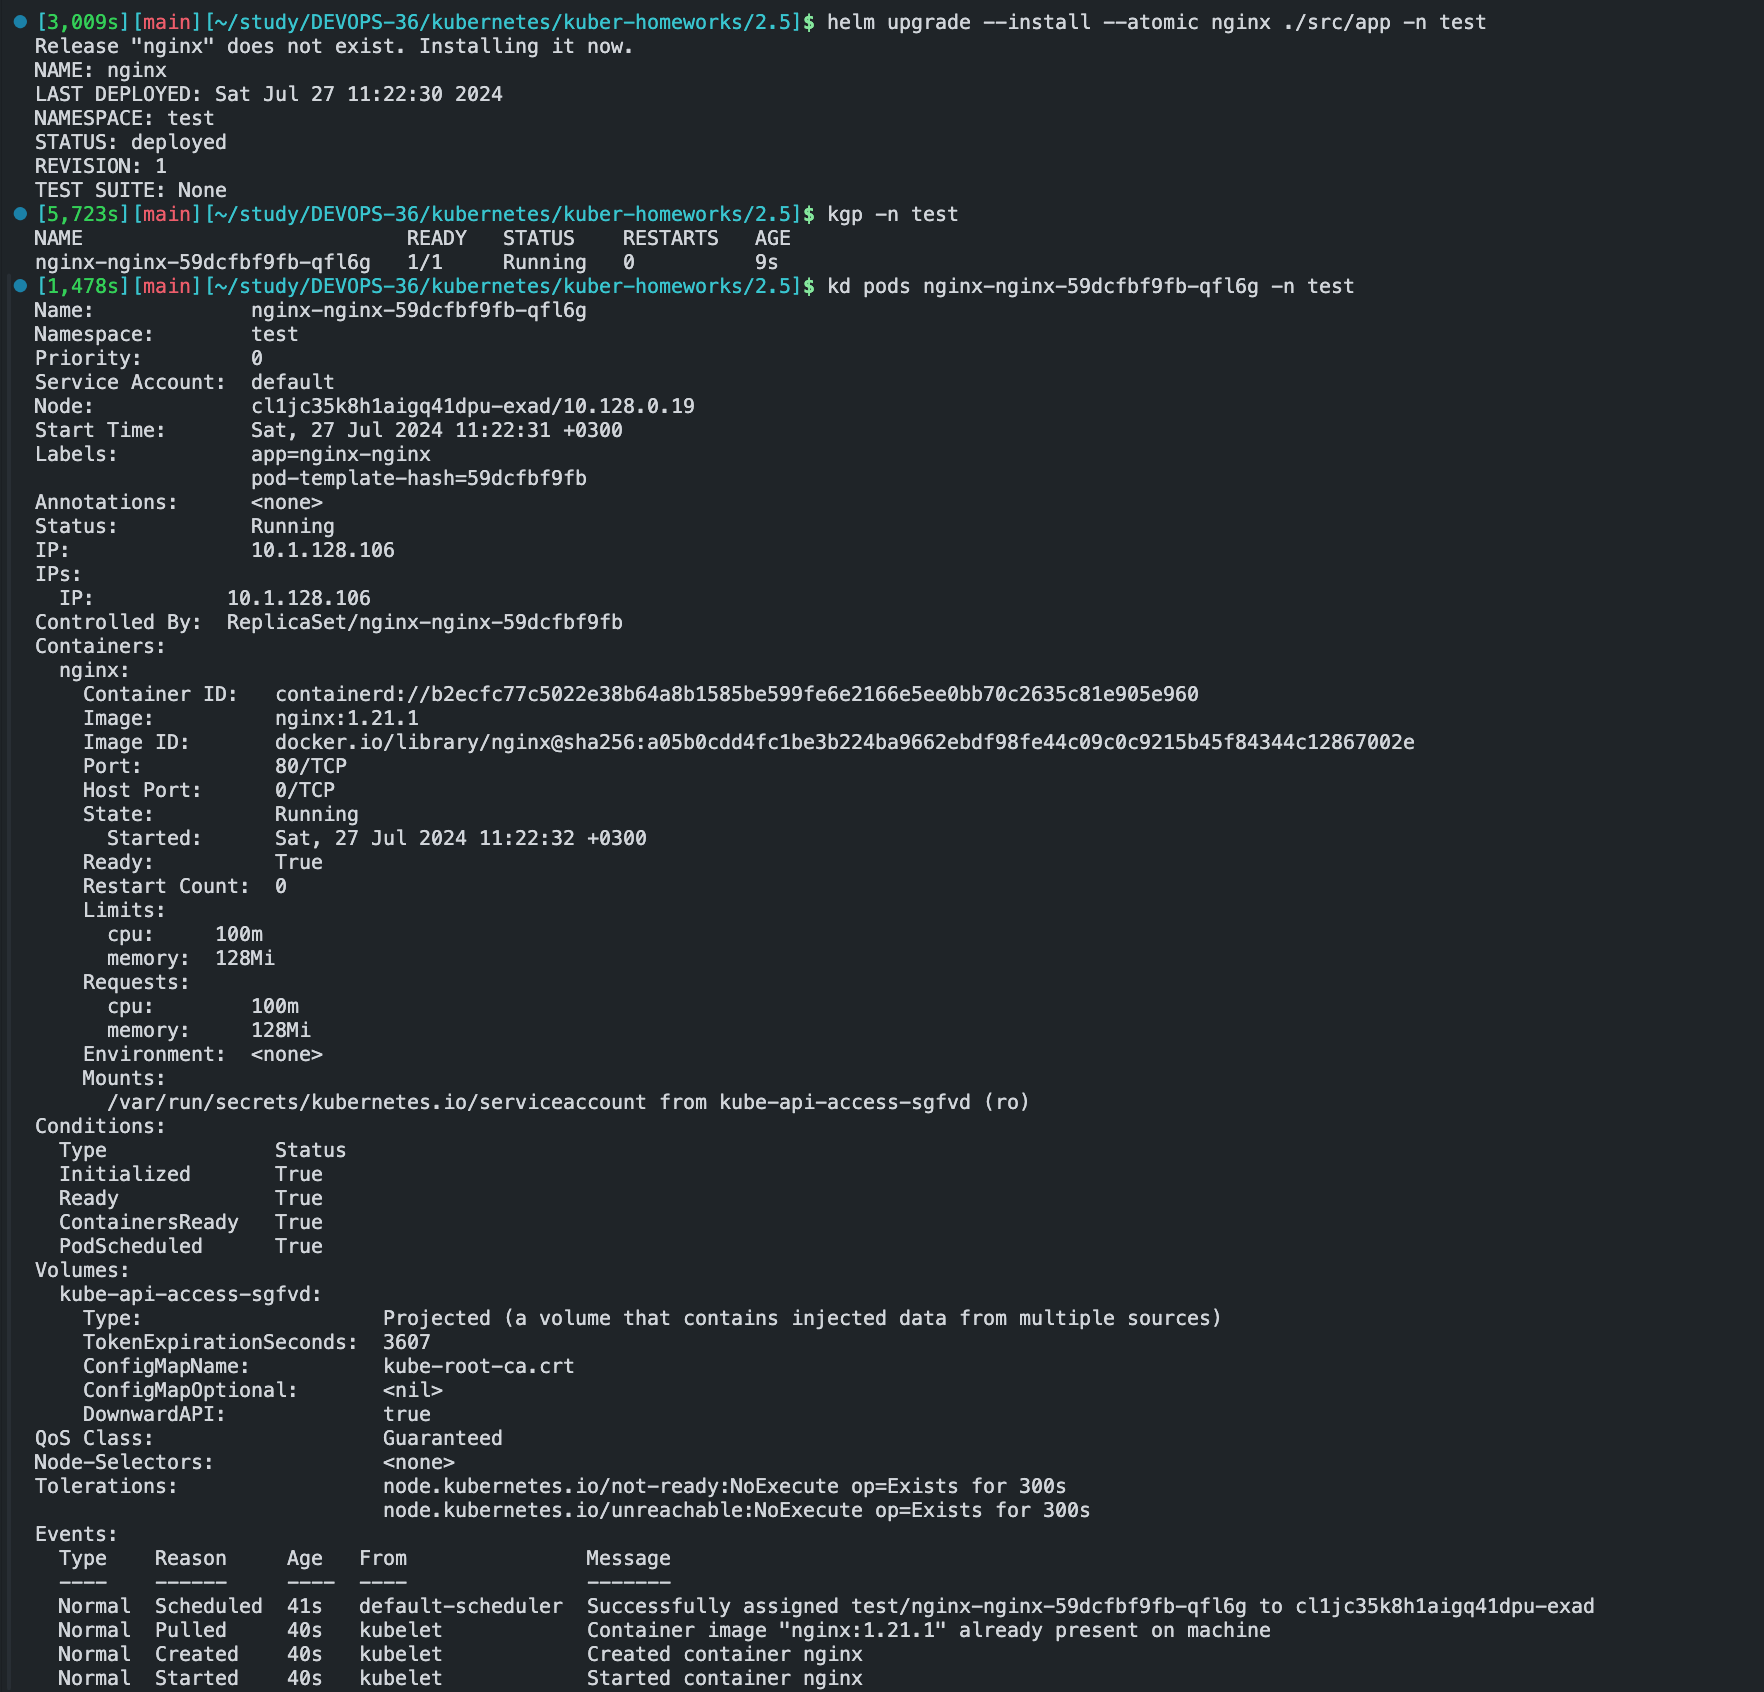 [3,009s][main][~/study/DEVOPS-36/kubernetes/kuber-homeworks/2.5]$ helm upgrade --install --atomic nginx ./src/app -n test
Release "nginx" does not exist. Installing it now.
NAME: nginx
LAST DEPLOYED: Sat Jul 27 11:22:30 2024
NAMESPACE: test
STATUS: deployed
REVISION: 1
TEST SUITE: None
[5,723s][main][~/study/DEVOPS-36/kubernetes/kuber-homeworks/2.5]$ kgp -n test
NAME                           READY   STATUS    RESTARTS   AGE
nginx-nginx-59dcfbf9fb-qfl6g   1/1     Running   0          9s
[1,478s][main][~/study/DEVOPS-36/kubernetes/kuber-homeworks/2.5]$ kd pods nginx-nginx-59dcfbf9fb-qfl6g -n test
Name:             nginx-nginx-59dcfbf9fb-qfl6g
Namespace:        test
Priority:         0
Service Account:  default
Node:             cl1jc35k8h1aigq41dpu-exad/10.128.0.19
Start Time:       Sat, 27 Jul 2024 11:22:31 +0300
Labels:           app=nginx-nginx
                  pod-template-hash=59dcfbf9fb
Annotations:      <none>
Status:           Running
IP:               10.1.128.106
IPs:
  IP:           10.1.128.106
Controlled By:  ReplicaSet/nginx-nginx-59dcfbf9fb
Containers:
  nginx:
    Container ID:   containerd://b2ecfc77c5022e38b64a8b1585be599fe6e2166e5ee0bb70c2635c81e905e960
    Image:          nginx:1.21.1
    Image ID:       docker.io/library/nginx@sha256:a05b0cdd4fc1be3b224ba9662ebdf98fe44c09c0c9215b45f84344c12867002e
    Port:           80/TCP
    Host Port:      0/TCP
    State:          Running
      Started:      Sat, 27 Jul 2024 11:22:32 +0300
    Ready:          True
    Restart Count:  0
    Limits:
      cpu:     100m
      memory:  128Mi
    Requests:
      cpu:        100m
      memory:     128Mi
    Environment:  <none>
    Mounts:
      /var/run/secrets/kubernetes.io/serviceaccount from kube-api-access-sgfvd (ro)
Conditions:
  Type              Status
  Initialized       True
  Ready             True
  ContainersReady   True
  PodScheduled      True
Volumes:
  kube-api-access-sgfvd:
    Type:                    Projected (a volume that contains injected data from multiple sources)
    TokenExpirationSeconds:  3607
    ConfigMapName:           kube-root-ca.crt
    ConfigMapOptional:       <nil>
    DownwardAPI:             true
QoS Class:                   Guaranteed
Node-Selectors:              <none>
Tolerations:                 node.kubernetes.io/not-ready:NoExecute op=Exists for 300s
                             node.kubernetes.io/unreachable:NoExecute op=Exists for 300s
Events:
  Type    Reason     Age   From               Message
  ----    ------     ----  ----               -------
  Normal  Scheduled  41s   default-scheduler  Successfully assigned test/nginx-nginx-59dcfbf9fb-qfl6g to cl1jc35k8h1aigq41dpu-exad
  Normal  Pulled     40s   kubelet            Container image "nginx:1.21.1" already present on machine
  Normal  Created    40s   kubelet            Created container nginx
  Normal  Started    40s   kubelet            Started container nginx